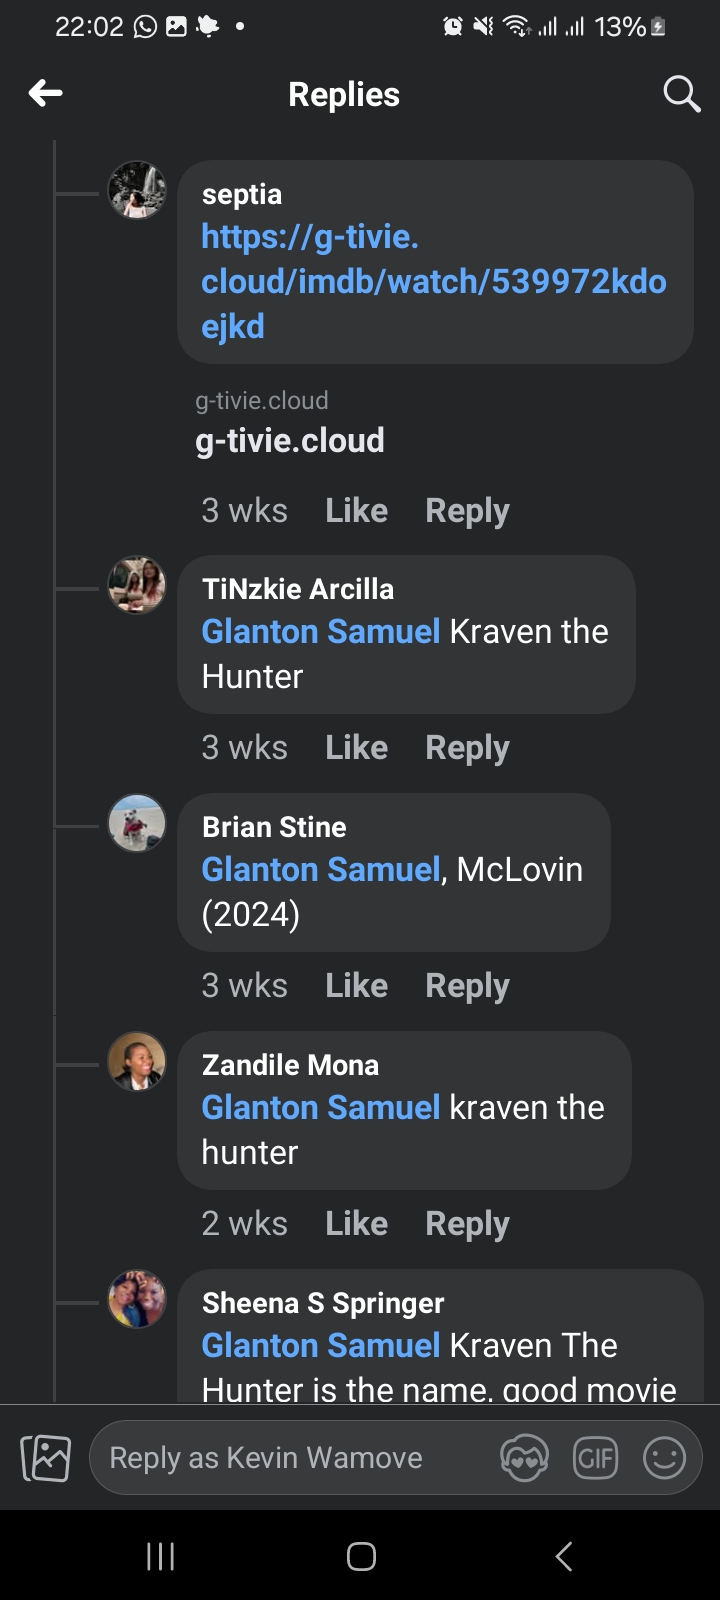 22:02 13%
Replies
septia
https://g-tivie.
cloud/imdb/watch/539972kdo
ejkd
g-tivie.cloud
g-tivie.cloud
3 wks Like Reply
TiNzkie Arcilla
Glanton Samuel Kraven the
Hunter
3 wks Like Reply
Brian Stine
Glanton Samuel, McLovin
(2024)
3 wks Like Reply
Zandile Mona
Glanton Samuel kraven the
hunter
2 wks Like Reply
Sheena S Springer
Glanton Samuel Kraven The
Hunter is the name. good movie
Reply as Kevin Wamove GIF